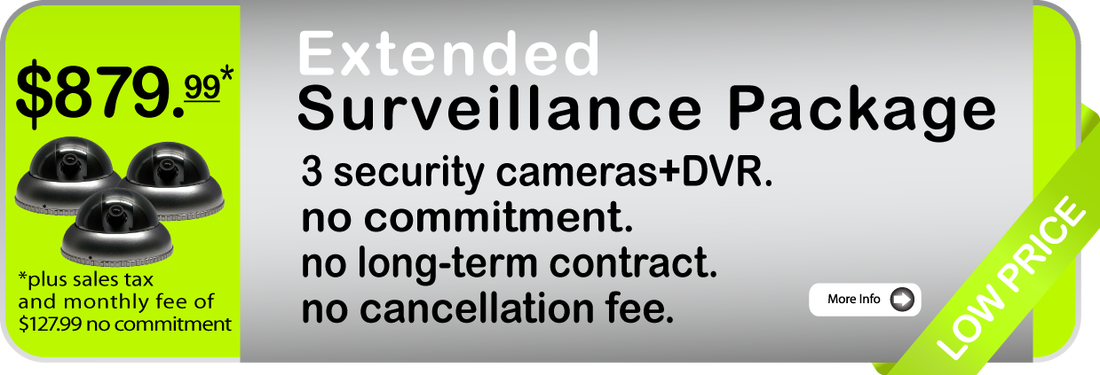 $879.99*
*plus sales tax
and monthly fee of
$127.99 no commitment
Extended
Surveillance Package
3 security cameras+DVR.
no commitment.
no long-term contract.
no cancellation fee.
More Info
LOW PRICE